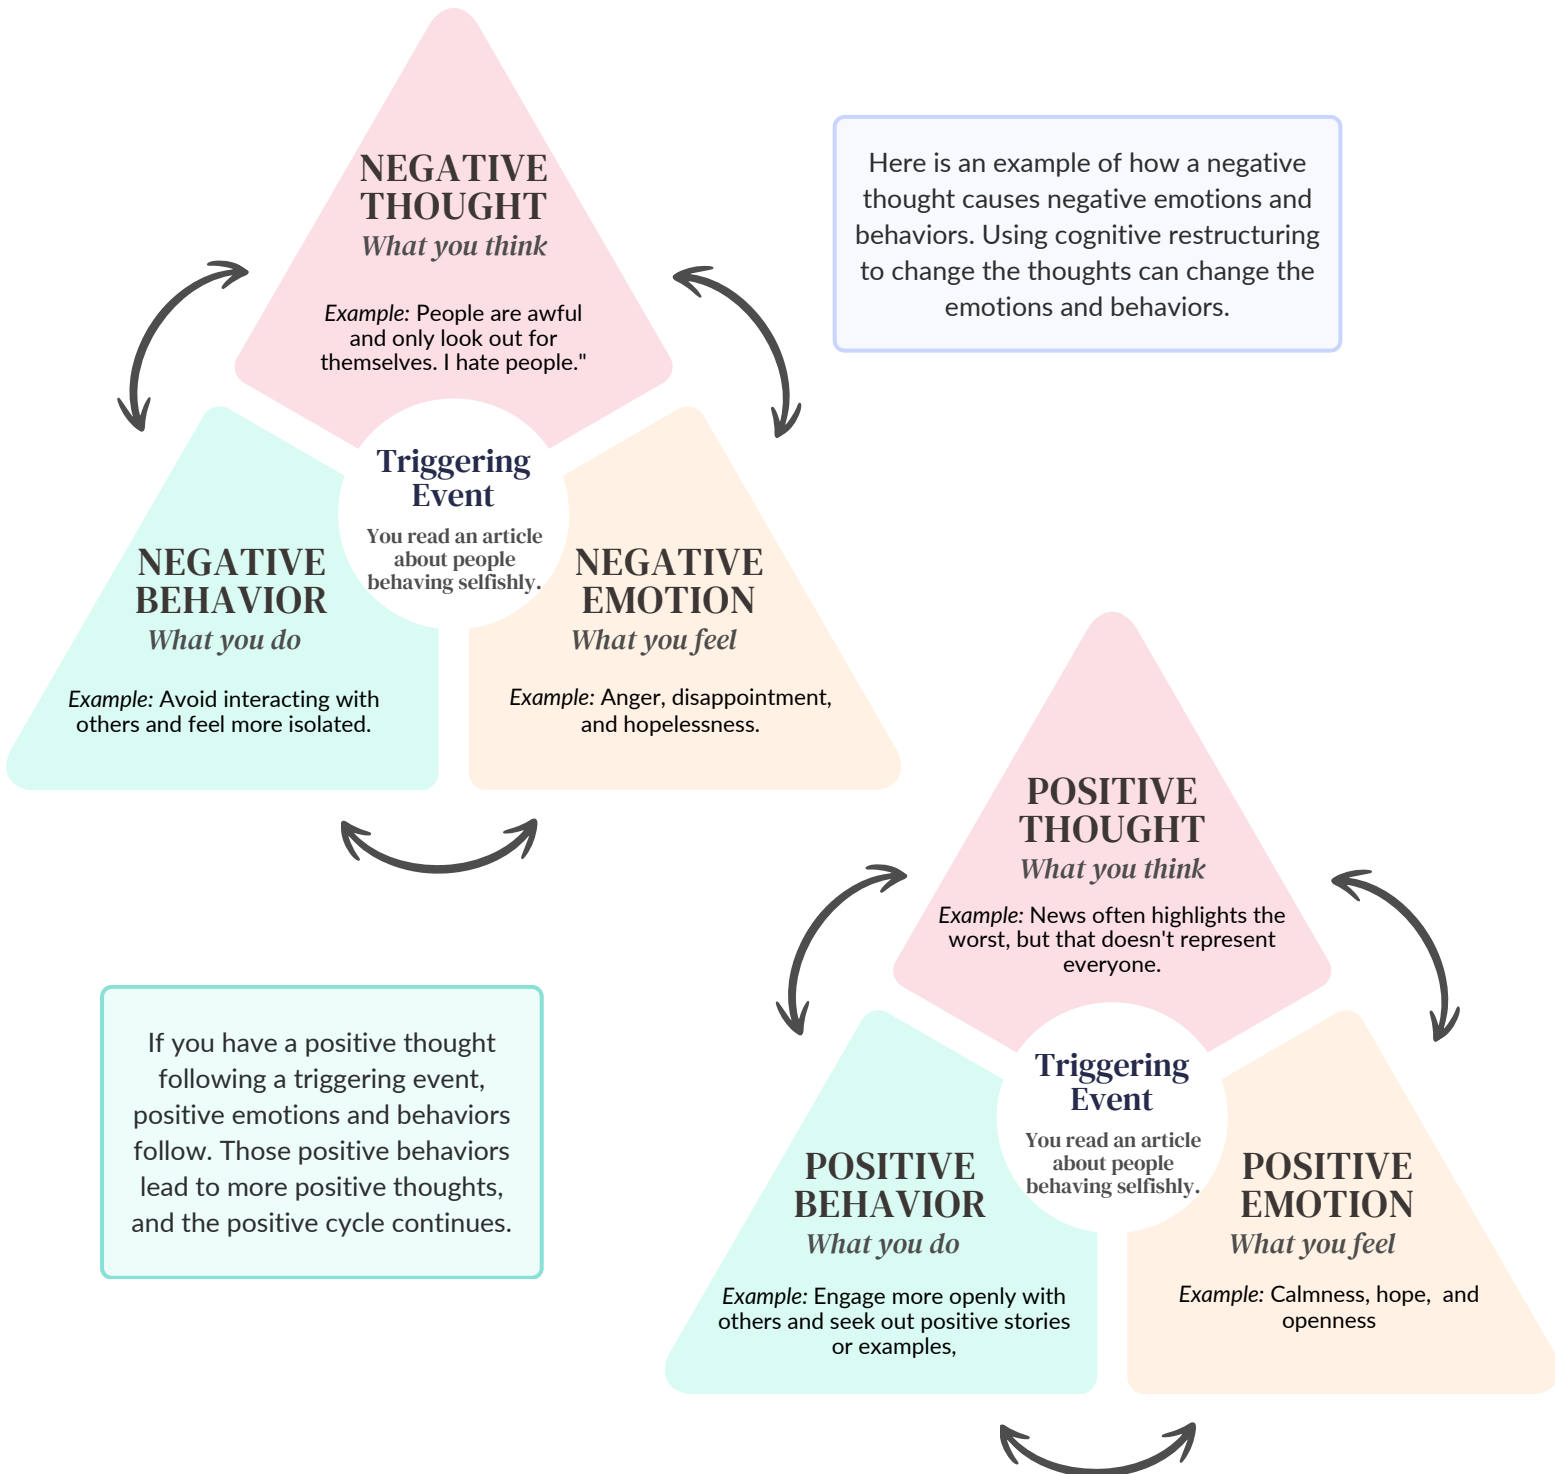 NEGATIVE
THOUGHT
What you think
Example: People are awful
and only look out for
themselves. I hate people."
Here is an example of how a negative
thought causes negative emotions and
behaviors. Using cognitive restructuring
to change the thoughts can change the
emotions and behaviors.
Triggering
Event
You read an article
about people
behaving selfishly.
NEGATIVE
BEHAVIOR
What you do
Example: Avoid interacting with
others and feel more isolated.
NEGATIVE
EMOTION
What you feel
Example: Anger, disappointment,
and hopelessness.
POSITIVE
THOUGHT
What you think
Example: News often highlights the
worst, but that doesn't represent
everyone.
If you have a positive thought
following a triggering event,
positive emotions and behaviors
follow. Those positive behaviors
lead to more positive thoughts,
and the positive cycle continues.
Triggering
Event
You read an article
about people
behaving selfishly.
POSITIVE
BEHAVIOR
What you do
Example: Engage more openly with
others and seek out positive stories
or examples,
POSITIVE
EMOTION
What you feel
Example: Calmness, hope,  and
openness